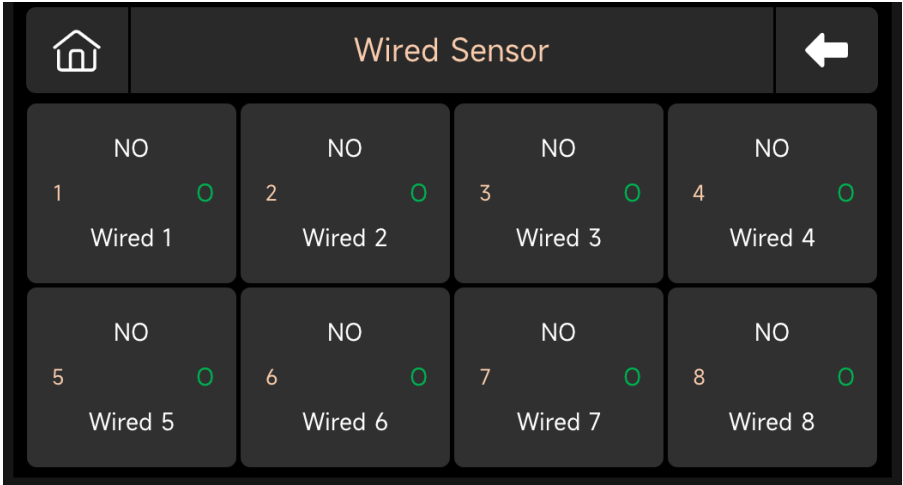 Wired Sensor
NO NO NO NO
1 O 2 O 3 O 4 O
Wired 1 Wired 2 Wired 3 Wired 4
NO NO NO NO
5 O 6 O 7 O 8 O
Wired 5 Wired 6 Wired 7 Wired 8